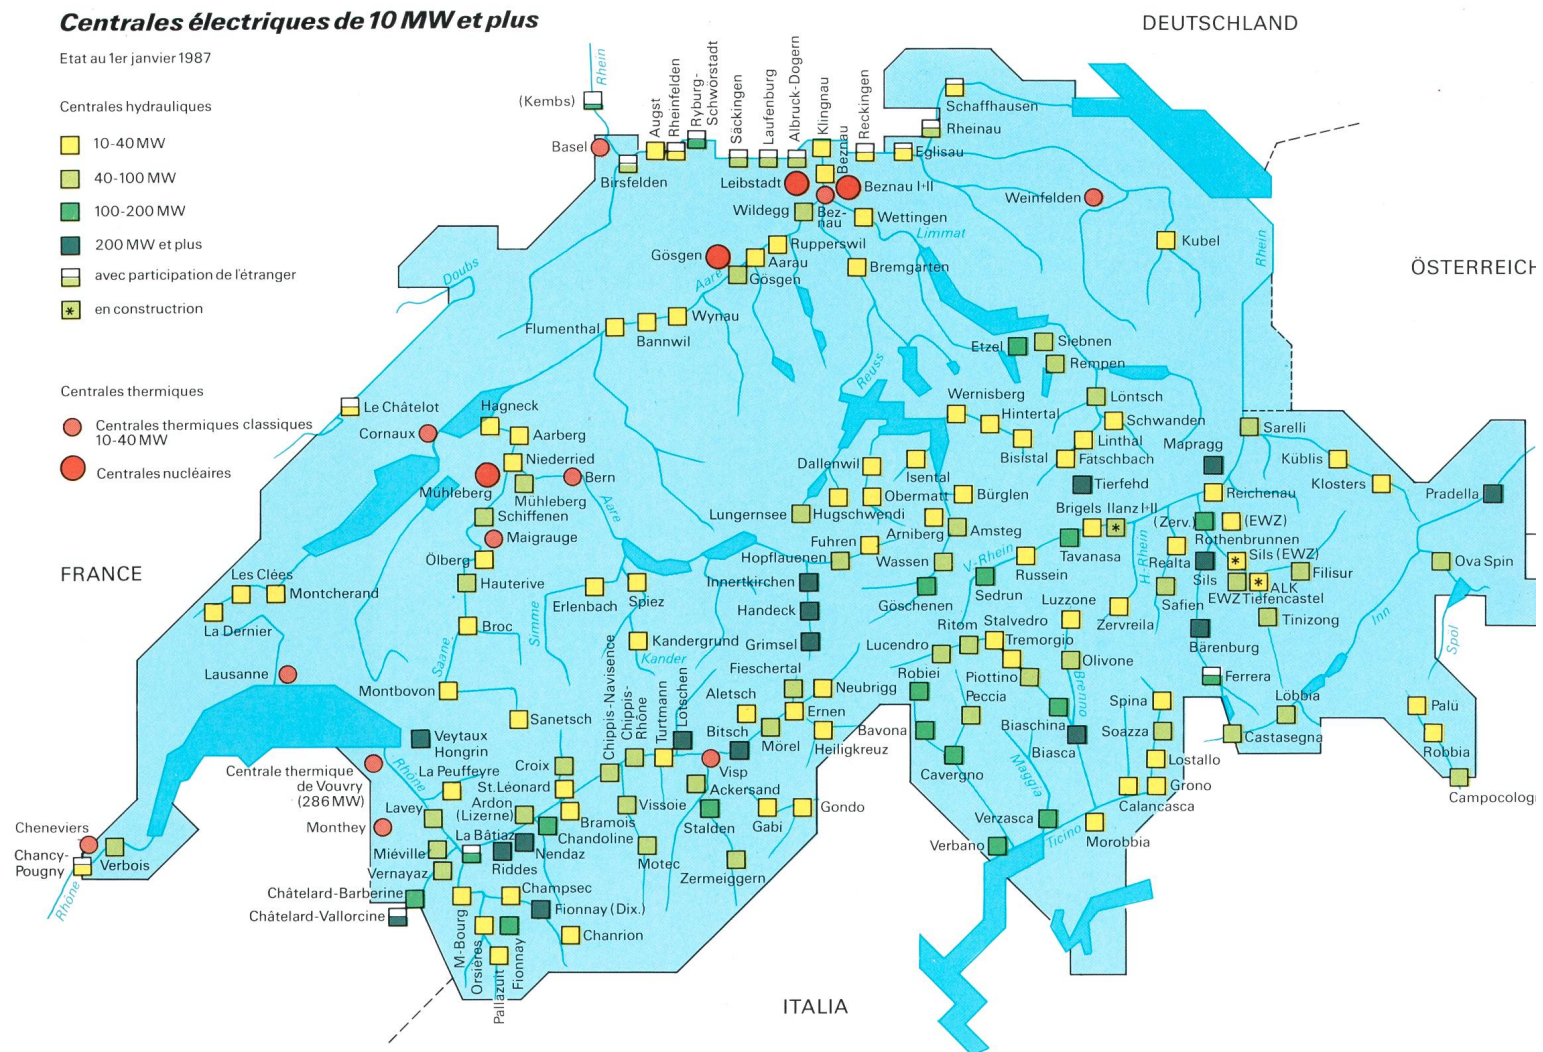 Centrales électriques de 10 MW et plus
Etat au 1er janvier 1987
Centrales hydrauliques
10-40 MW
40-100 MW
100-200 MW
200 MW et plus
avec participation de l'étranger
en constructrion
Centrales thermiques
Centrales thermiques classiques
10-40 MW
Centrales nucléaires
DEUTSCHLAND
ÖSTERREICH
FRANCE
ITALIA
Rhein
(Kembs)
Basel
Birsfelden
Augst
Rheinfelden
Ryburg-
Schwörstadt
Säckingen
Laufenburg
Albruck-Dogern
Klingnau
Beznau
Reckingen
Eglisau
Rheinau
Schaffhausen
Leibstadt
Beznau I+II
Bez-
nau
Wildegg
Wettingen
Limmat
Weinfelden
Kubel
Rhein
Gösgen
Rupperswil
Aarau
Gösgen
Aare
Bremgarten
Doubs
Flumenthal
Bannwil
Wynau
Reuss
Etzel
Siebnen
Rempen
Le Châtelot
Cornaux
Hagneck
Aarberg
Niederried
Mühleberg
Mühleberg
Bern
Aare
Schiffenen
Maigrauge
Ölberg
Hauterive
Broc
Saane
Simme
Montbovon
Sanetsch
Erlenbach
Spiez
Kandergrund
Kander
Wernisberg
Hintertal
Bisistal
Löntsch
Schwanden
Linthal
Fätschbach
Tierfehd
Mapragg
Sarelli
Küblis
Klosters
Pradella
Dallenwil
Isental
Obermatt
Bürglen
Lungernsee
Hugschwendi
Arniberg
Amsteg
Fuhren
Hopflauenen
Wassen
Göschenen
Innertkirchen
Handeck
Grimsel
Brigels
Ilanz I+II
Tavanasa
V-Rhein
H-Rhein
Russein
Sedrun
Reichenau
(Zerv.)
(EWZ)
Rothenbrunnen
Realta
Sils
Sils (EWZ)
EWZ
ALK
Tiefencastel
Filisur
Safien
Zervreila
Tinizong
Bärenburg
Ferrera
Ova Spin
Inn
Spöl
Les Clées
Montcherand
La Dernier
Lausanne
Lucendro
Ritom
Stalvedro
Tremorgio
Luzzone
Olivone
Brenno
Piottino
Robiei
Peccia
Biaschina
Biasca
Bavona
Cavergno
Maggia
Verzasca
Verbano
Ticino
Morobbia
Spina
Soazza
Lostallo
Grono
Calancasca
Löbbia
Castasegna
Palü
Robbia
Campocologno
Fieschertal
Neubrigg
Aletsch
Ernen
Mörel
Heiligkreuz
Bitsch
Lötschen
Turtmann
Chippis-
Rhône
Chippis-Navisence
Visp
Ackersand
Stalden
Gabi
Gondo
Zermeiggern
Vissoie
Motec
Veytaux
Hongrin
Rhône
La Peuffeyre
Centrale thermique
de Vouvry
(286 MW)
Croix
St. Léonard
Ardon
(Lizerne)
Bramois
Chandoline
Lavey
Monthey
La Bâtiaz
Nendaz
Riddes
Miéville
Vernayaz
Châtelard-Barberine
Châtelard-Vallorcine
Champsec
Fionnay (Dix.)
Chanrion
M-Bourg
Orsières
Pallazuit
Fionnay
Cheneviers
Chancy-
Pougny
Verbois
Rhône